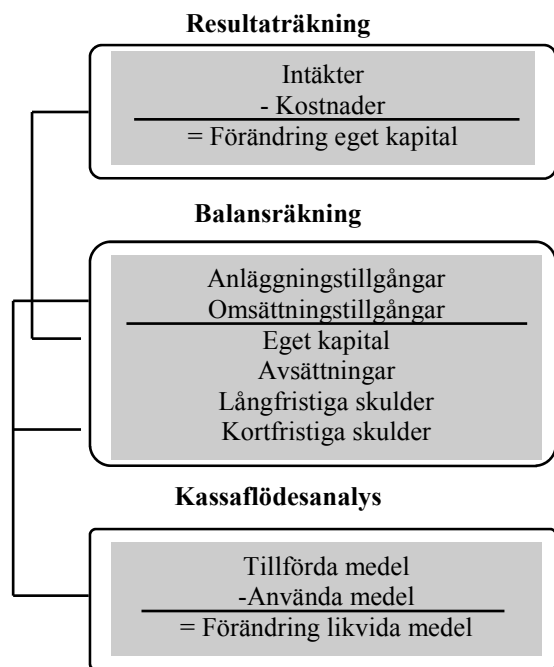 Resultaträkning
Intäkter
- Kostnader
= Förändring eget kapital
Balansräkning
Anläggningstillgångar
Omsättningstillgångar
Eget kapital
Avsättningar
Långfristiga skulder
Kortfristiga skulder
Kassaflödesanalys
Tillförda medel
-Använda medel
= Förändring likvida medel